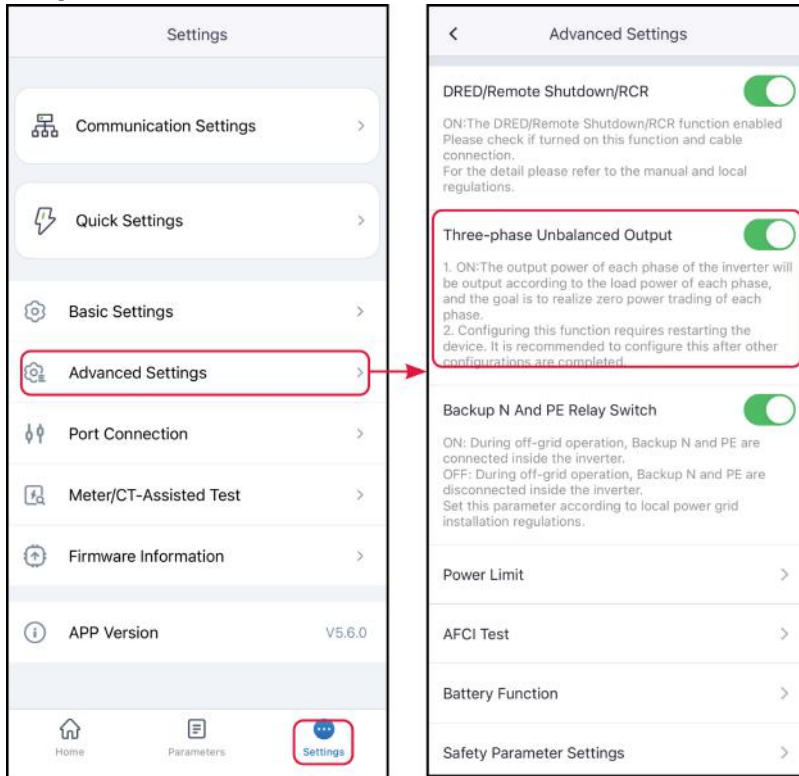 Settings
Communication Settings
Quick Settings
Basic Settings
Advanced Settings
Port Connection
Meter/CT-Assisted Test
Firmware Information
APP Version V5.6.0
Home Parameters Settings
Advanced Settings
DRED/Remote Shutdown/RCR
ON:The DRED/Remote Shutdown/RCR function enabled
Please check if turned on this function and cable
connection.
For the detail please refer to the manual and local
regulations.
Three-phase Unbalanced Output
1. ON:The output power of each phase of the inverter will
be output according to the load power of each phase,
and the goal is to realize zero power trading of each
phase.
2. Configuring this function requires restarting the
device. It is recommended to configure this after other
configurations are completed.
Backup N And PE Relay Switch
ON: During off-grid operation, Backup N and PE are
connected inside the inverter.
OFF: During off-grid operation, Backup N and PE are
disconnected inside the inverter.
Set this parameter according to local power grid
installation regulations.
Power Limit
AFCI Test
Battery Function
Safety Parameter Settings